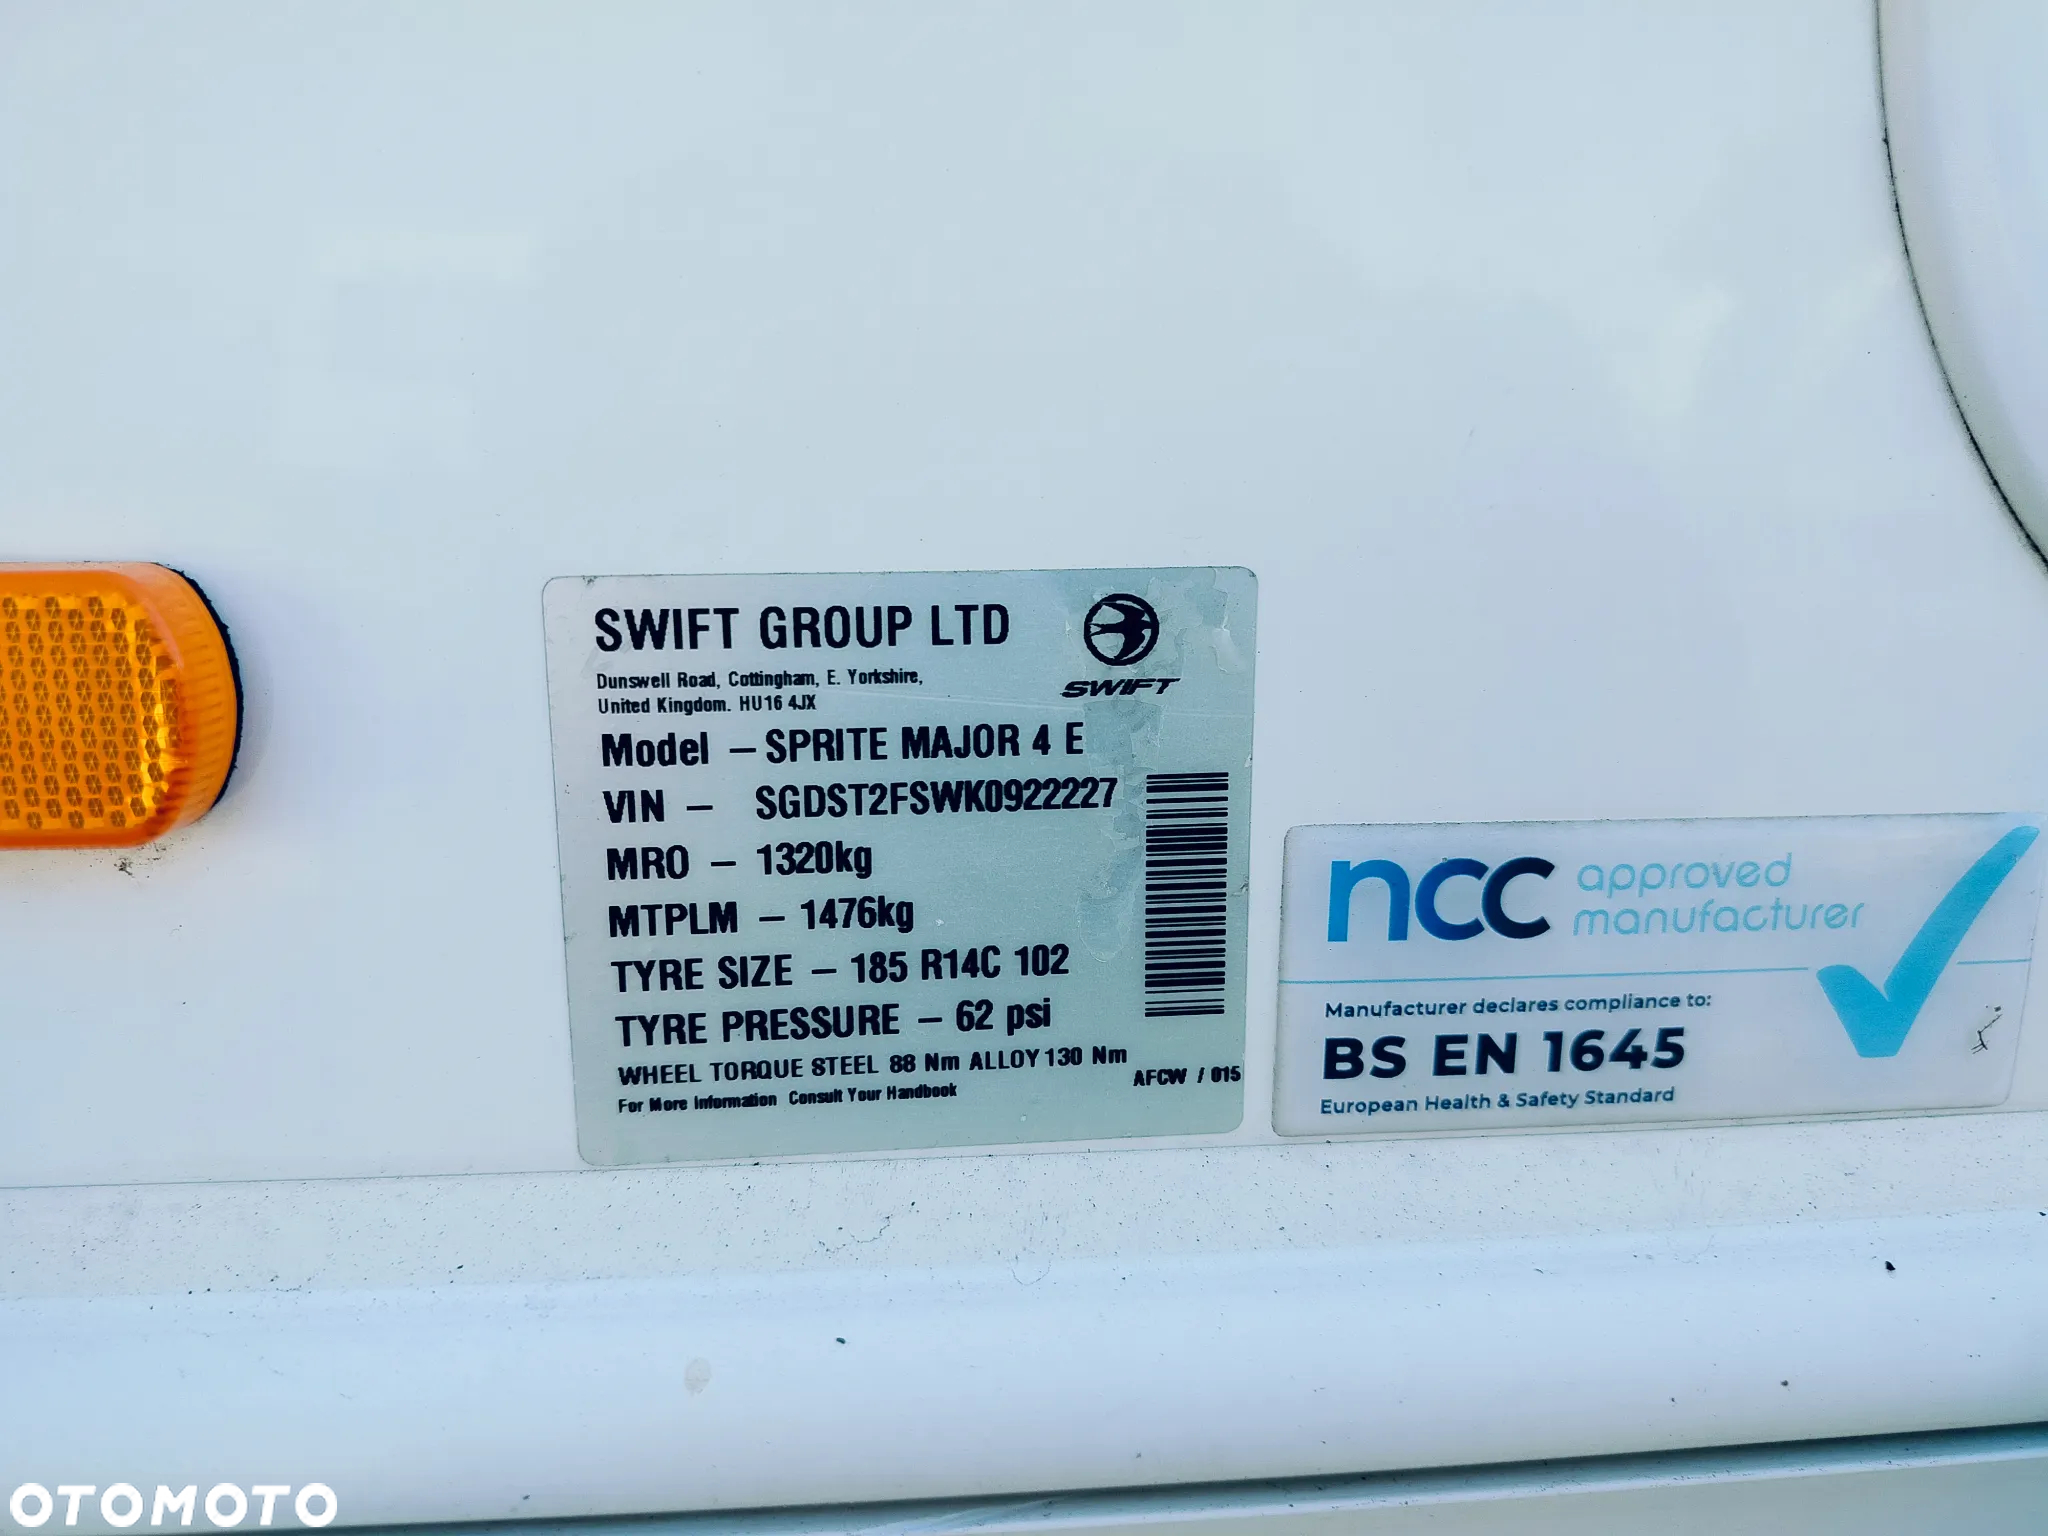 SWIFT GROUP LTD
Dunswell Road, Cottingham, E. Yorkshire,
United Kingdom. HU16 4JX
SWIFT
Model – SPRITE MAJOR 4 E
VIN – SGDST2FSWK0922227
MRO – 1320kg
MTPLM – 1476kg
TYRE SIZE – 185 R14C 102
TYRE PRESSURE – 62 psi
WHEEL TORQUE STEEL 88 Nm ALLOY 130 Nm
For More Information Consult Your Handbook
AFCW / 015
ncc approved
manufacturer
Manufacturer declares compliance to:
BS EN 1645
European Health & Safety Standard
OTOMOTO